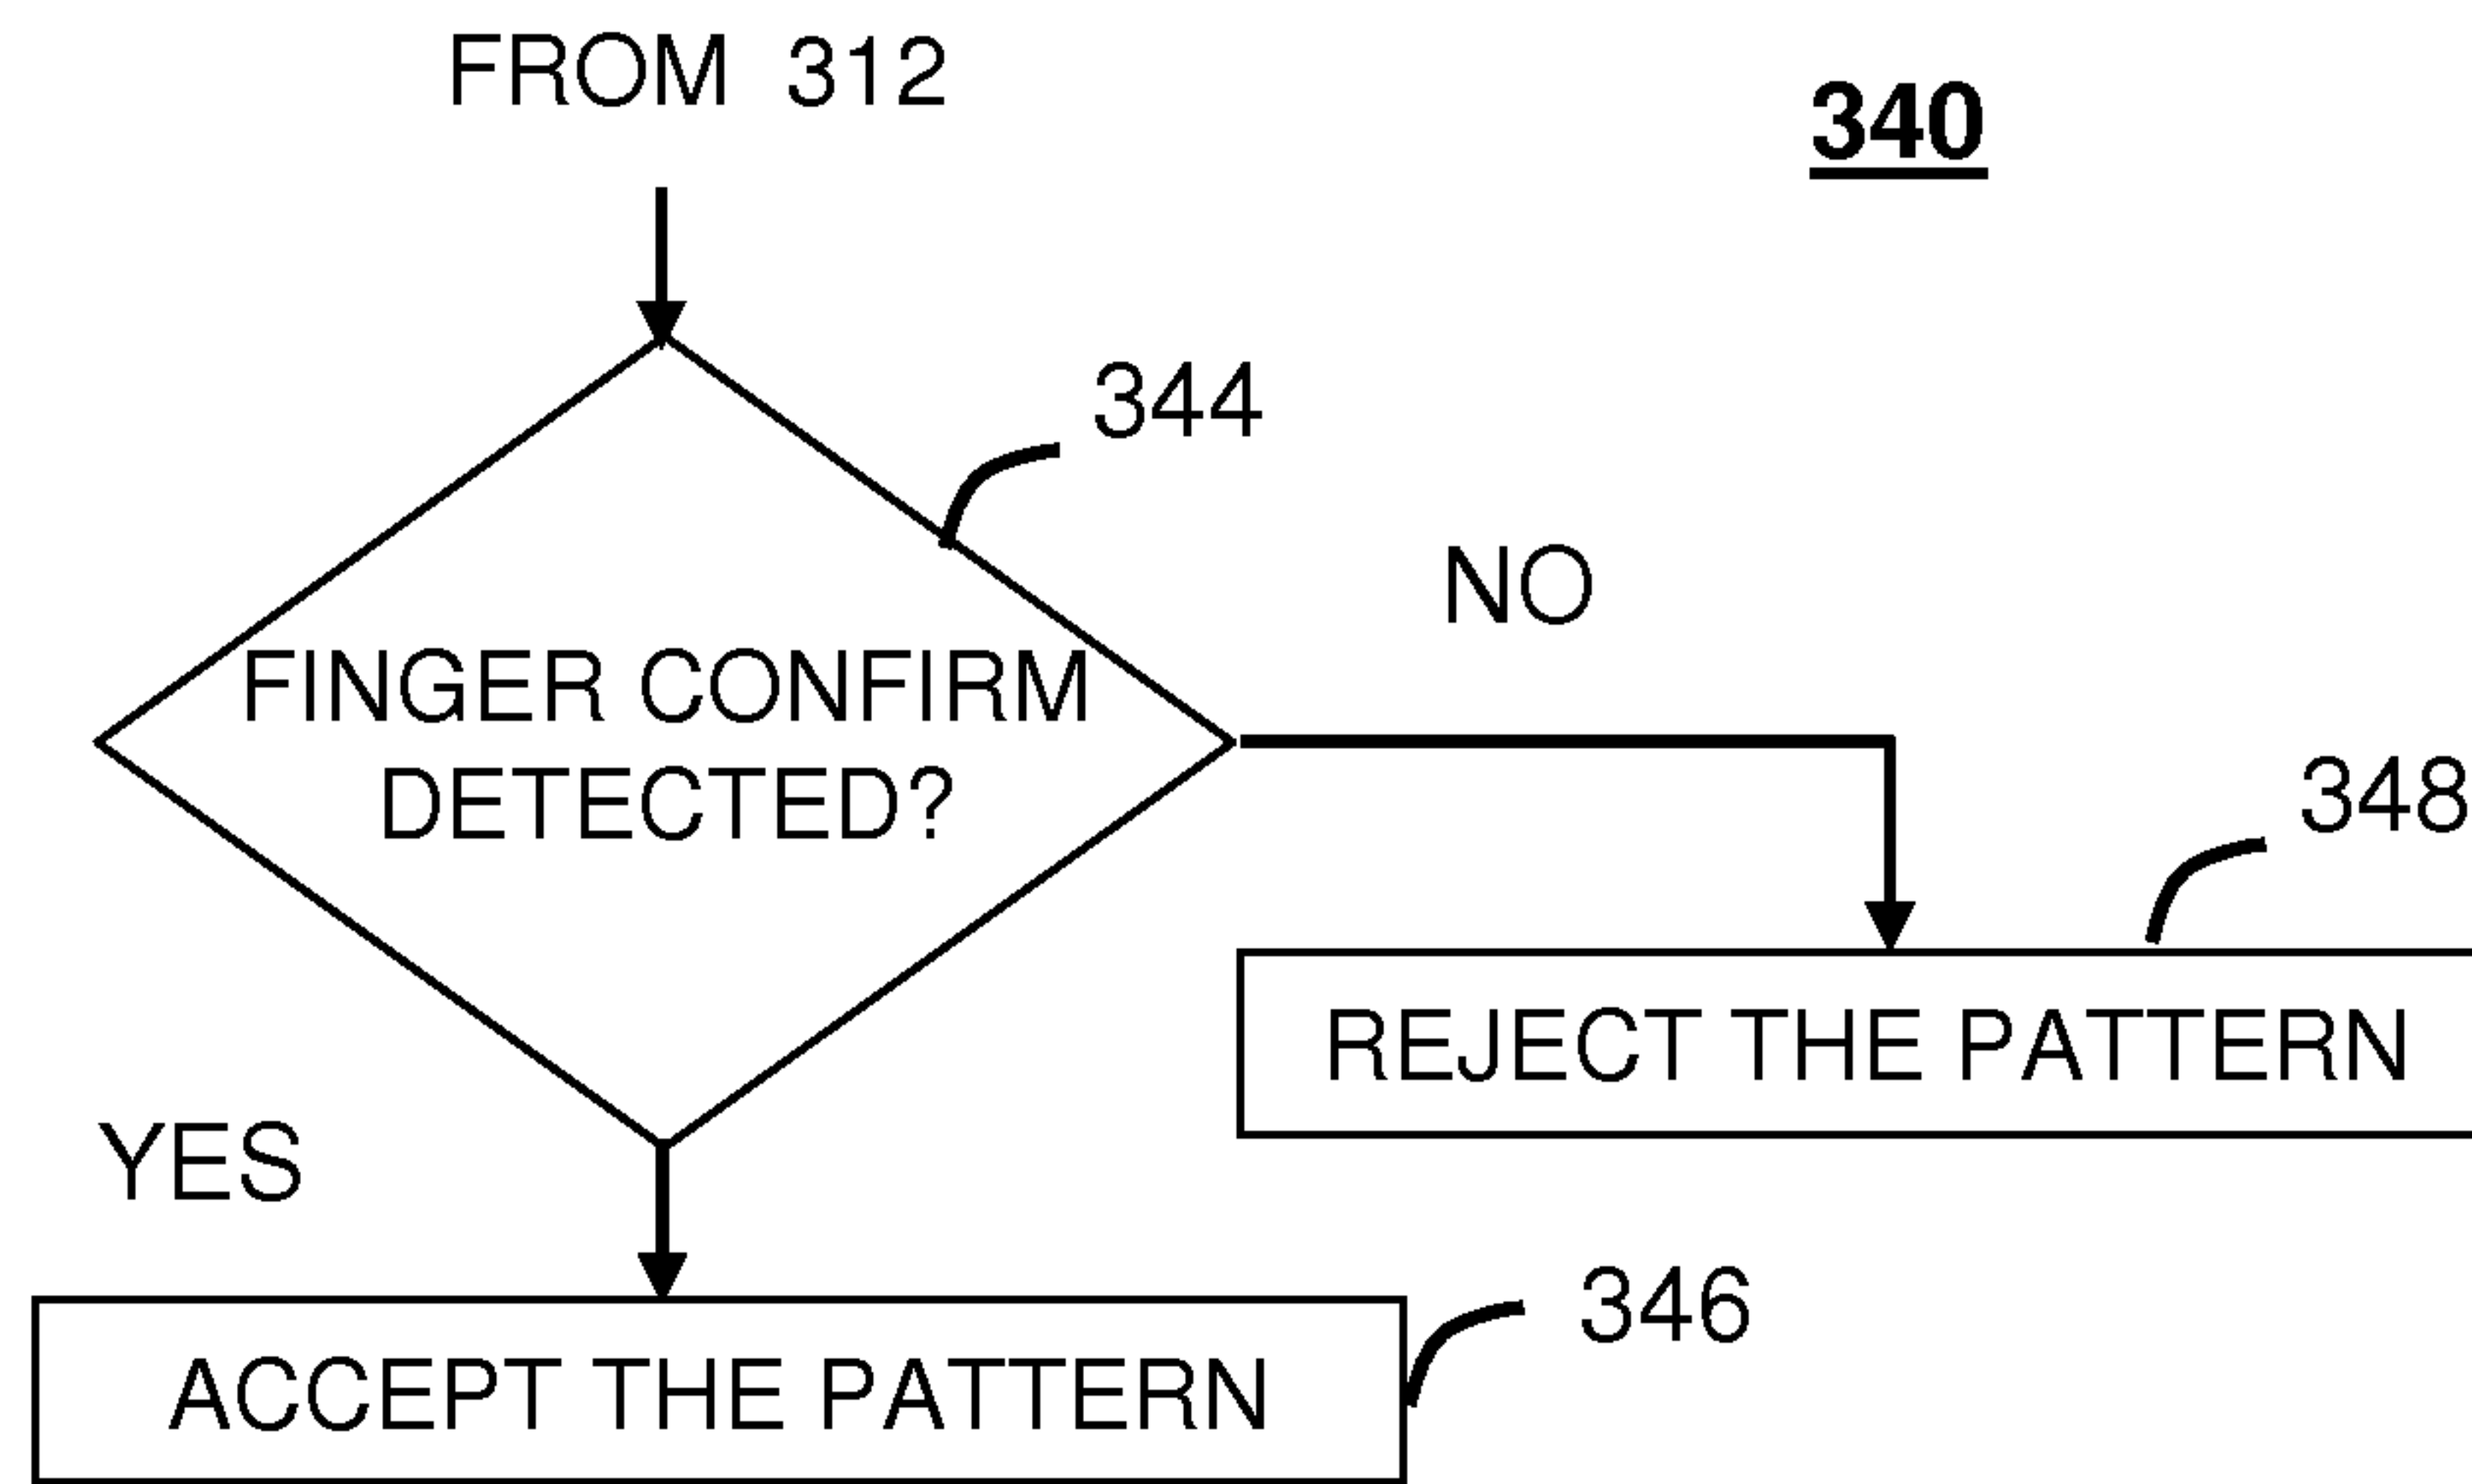 FROM 312
340
344
NO
FINGER CONFIRM
DETECTED?
348
REJECT THE PATTERN
YES
346
ACCEPT THE PATTERN